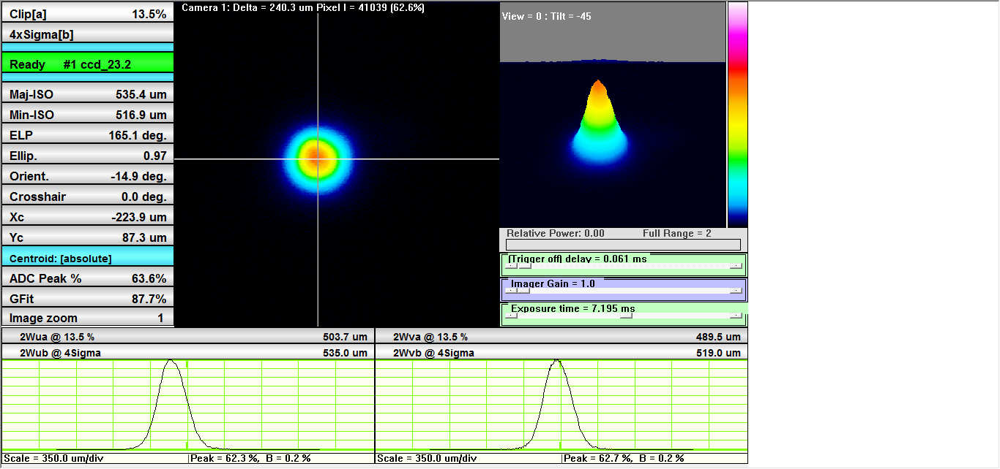 Clip[a] 13.5%
4xSigma[b]
Ready #1 ccd_23.2
Maj-ISO 535.4 um
Min-ISO 516.9 um
ELP 165.1 deg.
Ellip. 0.97
Orient. -14.9 deg.
Crosshair 0.0 deg.
Xc -223.9 um
Yc 87.3 um
Centroid: [absolute]
ADC Peak % 63.6%
GFit 87.7%
Image zoom 1
Camera 1: Delta = 240.3 um Pixel I = 41039 (62.6%)
View = 0 : Tilt = -45
Relative Power: 0.00 Full Range = 2
(Trigger off) delay = 0.061 ms
Imager Gain = 1.0
Exposure time = 7.195 ms
2Wua @ 13.5 % 503.7 um
2Wub @ 4Sigma 535.0 um
2Wva @ 13.5 % 489.5 um
2Wvb @ 4Sigma 519.0 um
Scale = 350.0 um/div Peak = 62.3 %, B = 0.2 %
Scale = 350.0 um/div Peak = 62.7 %, B = 0.2 %